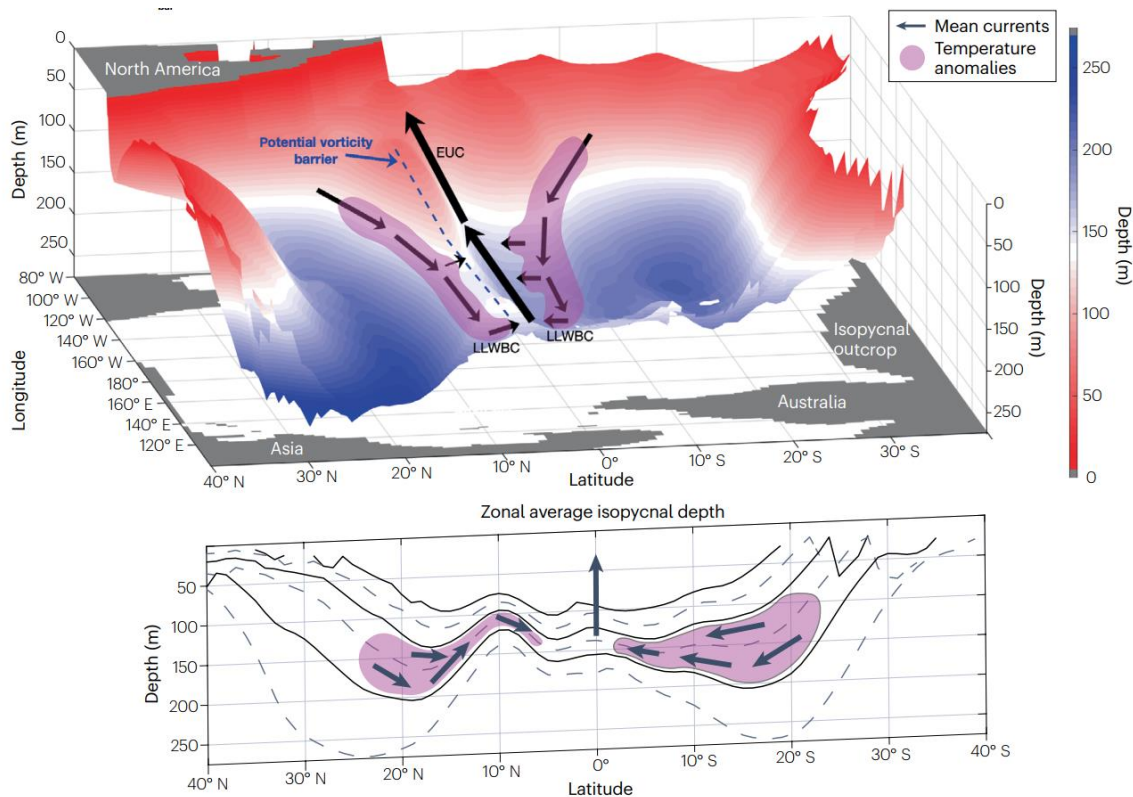 Mean currents
Temperature
anomalies
North America
Potential vorticity
barrier
EUC
LLWBC
LLWBC
Isopycnal
outcrop
Australia
Asia
Depth (m)
0
50
100
150
200
250
Longitude
80° W
100° W
120° W
140° W
160° W
180°
160° E
140° E
120° E
40° N
30° N
20° N
10° N
0°
10° S
20° S
30° S
Latitude
0
50
100
150
200
250
Depth (m)
250
200
150
100
50
0
Depth (m)
Zonal average isopycnal depth
Depth (m)
50
100
150
200
250
40° N
30° N
20° N
10° N
0°
10° S
20° S
30° S
40° S
Latitude